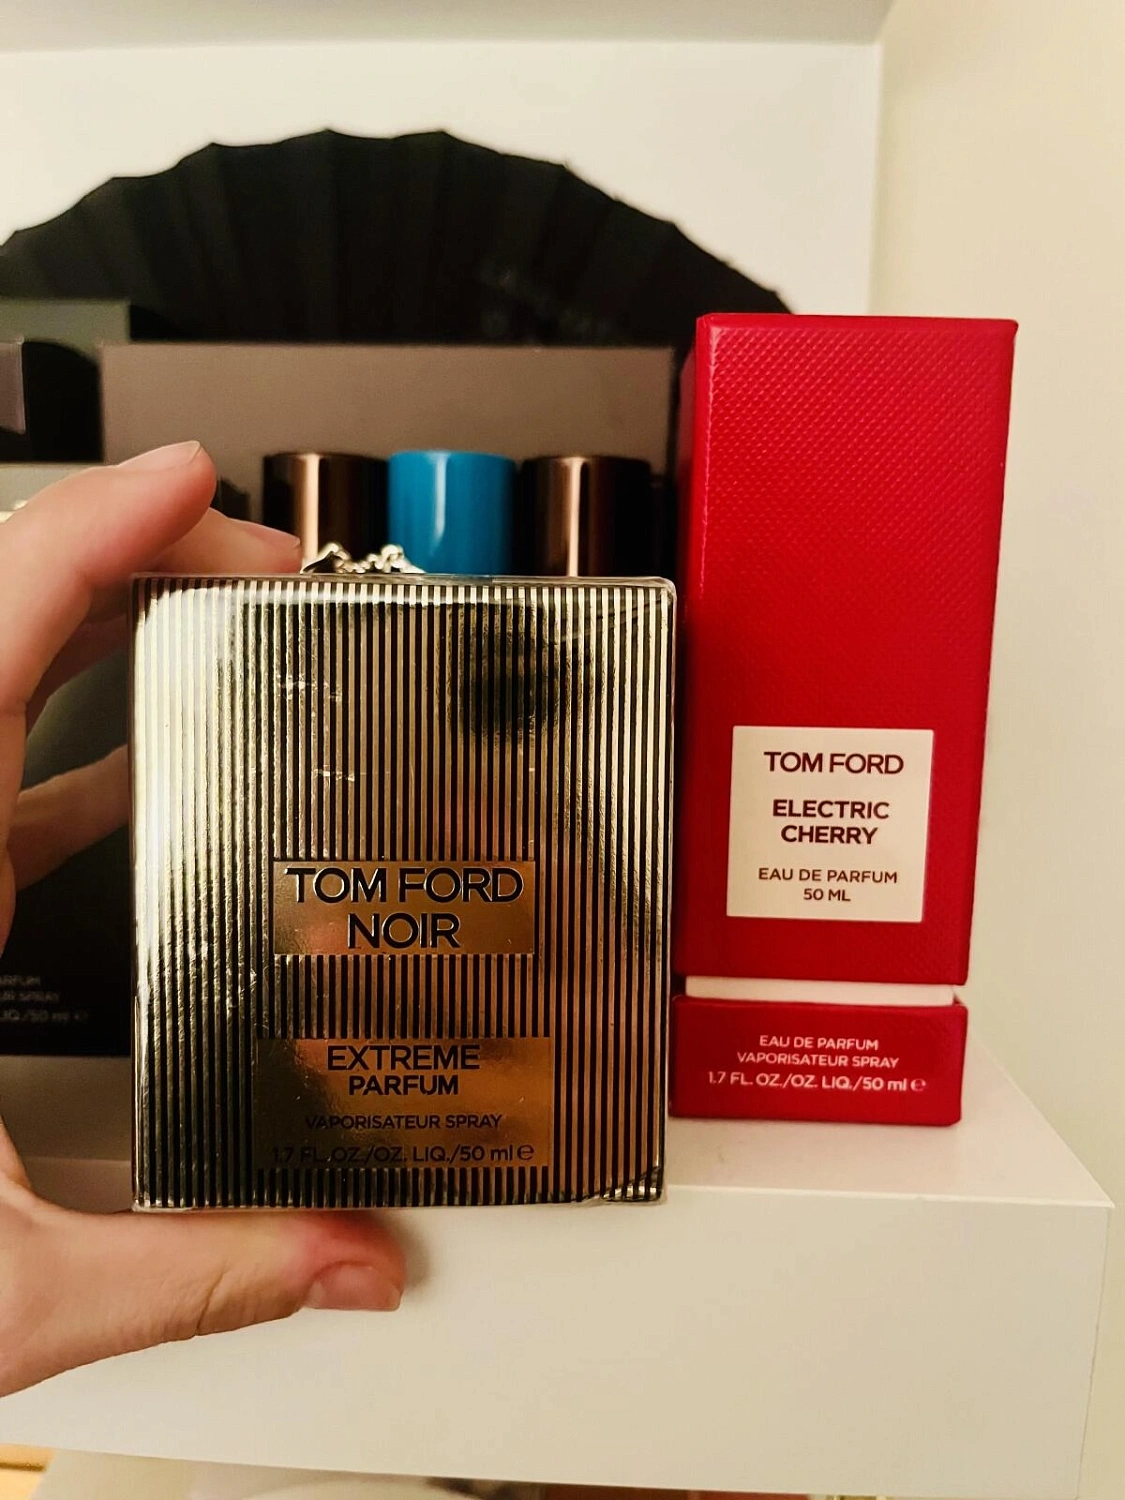 TOM FORD
NOIR
EXTREME
PARFUM
VAPORISATEUR SPRAY
1.7 FL.OZ./OZ. LIQ./50 ml e
TOM FORD
ELECTRIC
CHERRY
EAU DE PARFUM
50 ML
EAU DE PARFUM
VAPORISATEUR SPRAY
1.7 FL. OZ./OZ. LIQ./50 ml e